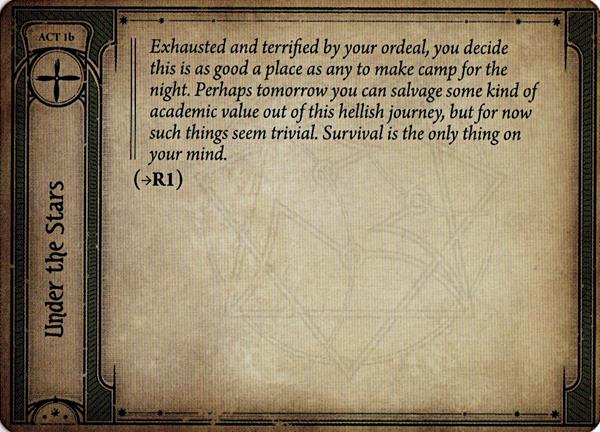 ACT 1b
Under the Stars
Exhausted and terrified by your ordeal, you decide
this is as good a place as any to make camp for the
night. Perhaps tomorrow you can salvage some kind of
academic value out of this hellish journey, but for now
such things seem trivial. Survival is the only thing on
your mind.
(→R1)